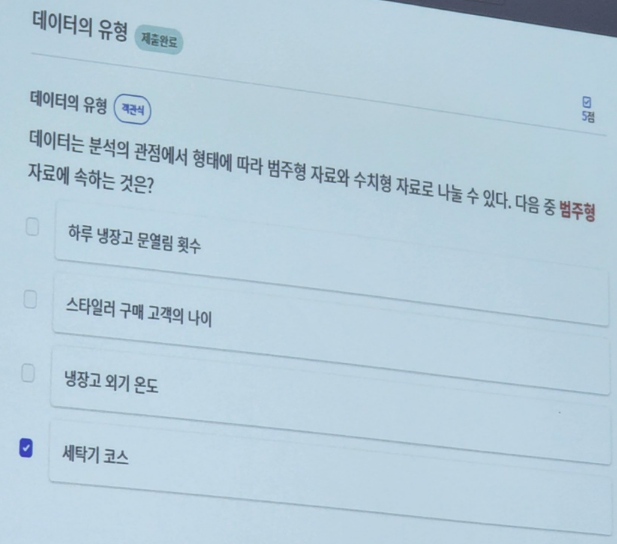 데이터의 유형 제출완료
데이터의 유형 객관식
5점
데이터는 분석의 관점에서 형태에 따라 범주형 자료와 수치형 자료로 나눌 수 있다. 다음 중 범주형
자료에 속하는 것은?
하루 냉장고 문열림 횟수
스타일러 구매 고객의 나이
냉장고 외기 온도
세탁기 코스